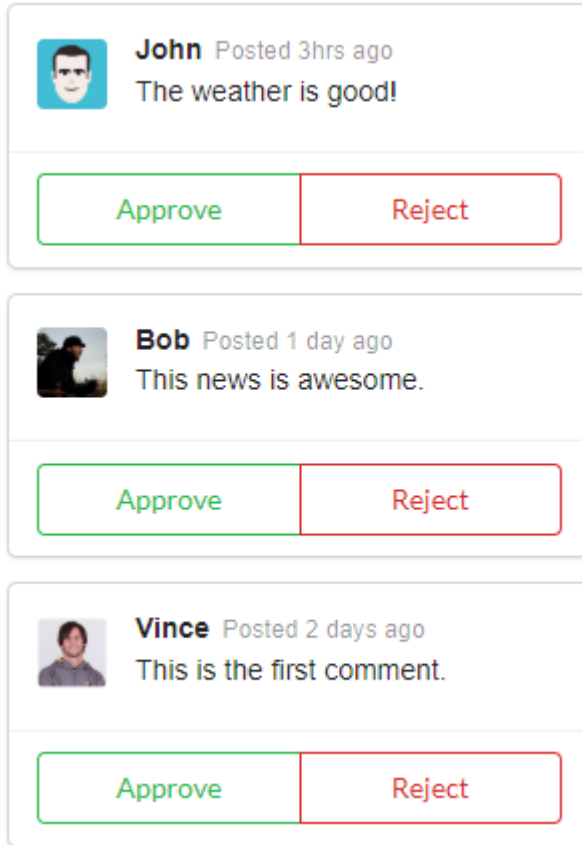 John Posted 3hrs ago
The weather is good!
Approve Reject
Bob Posted 1 day ago
This news is awesome.
Approve Reject
Vince Posted 2 days ago
This is the first comment.
Approve Reject